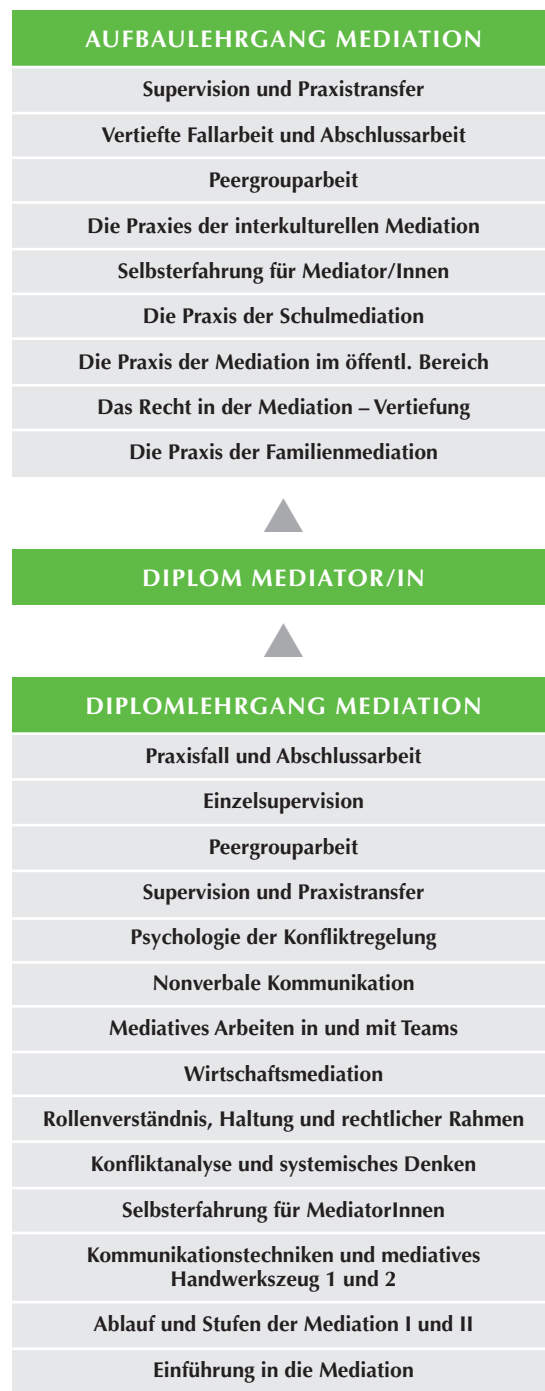 AUFBAULEHRGANG MEDIATION
Supervision und Praxistransfer
Vertiefte Fallarbeit und Abschlussarbeit
Peergrouparbeit
Die Praxies der interkulturellen Mediation
Selbsterfahrung für Mediator/Innen
Die Praxis der Schulmediation
Die Praxis der Mediation im öffentl. Bereich
Das Recht in der Mediation – Vertiefung
Die Praxis der Familienmediation
DIPLOM MEDIATOR/IN
DIPLOMLEHRGANG MEDIATION
Praxisfall und Abschlussarbeit
Einzelsupervision
Peergrouparbeit
Supervision und Praxistransfer
Psychologie der Konfliktregelung
Nonverbale Kommunikation
Mediatives Arbeiten in und mit Teams
Wirtschaftsmediation
Rollenverständnis, Haltung und rechtlicher Rahmen
Konfliktanalyse und systemisches Denken
Selbsterfahrung für MediatorInnen
Kommunikationstechniken und mediatives
Handwerkszeug 1 und 2
Ablauf und Stufen der Mediation I und II
Einführung in die Mediation